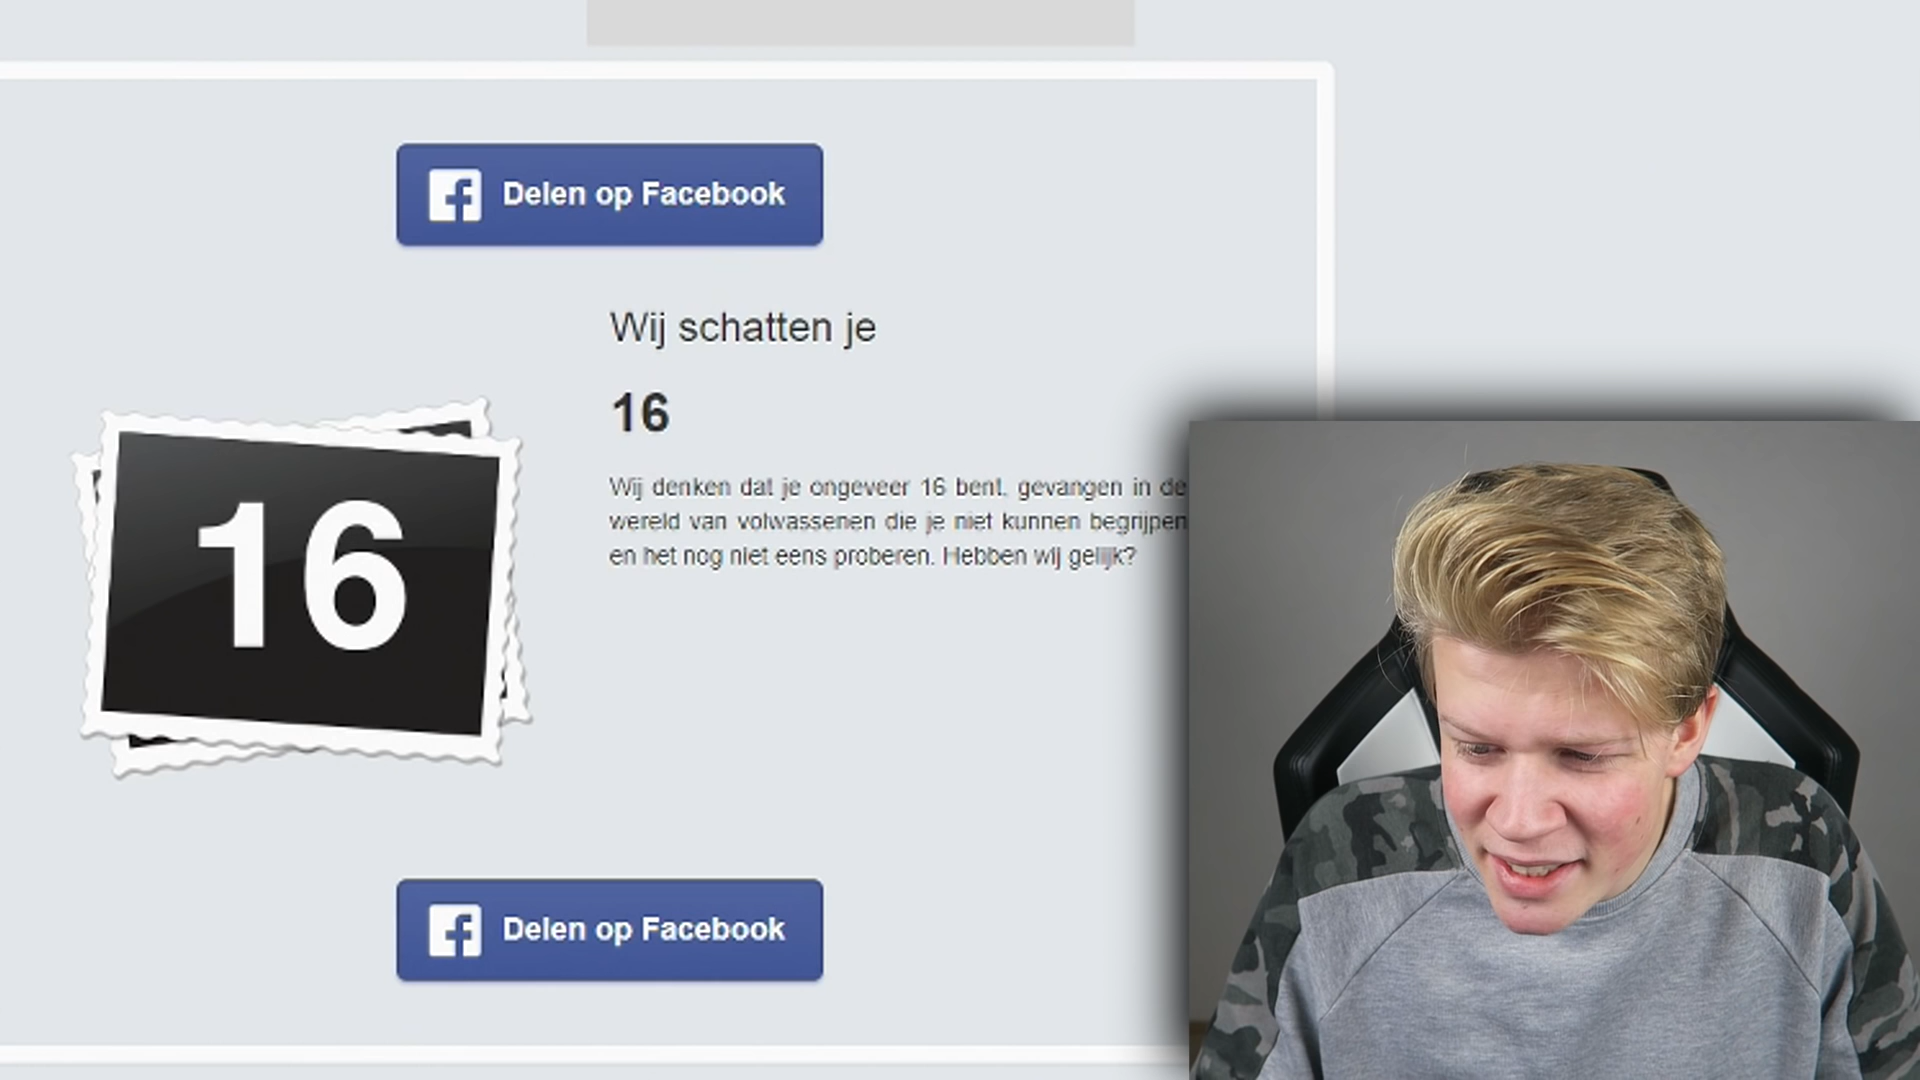 Delen op Facebook
Wij schatten je
16
16
Wij denken dat je ongeveer 16 bent, gevangen in de
wereld van volwassenen die je niet kunnen begrijpen
en het nog niet eens proberen. Hebben wij gelijk?
Delen op Facebook